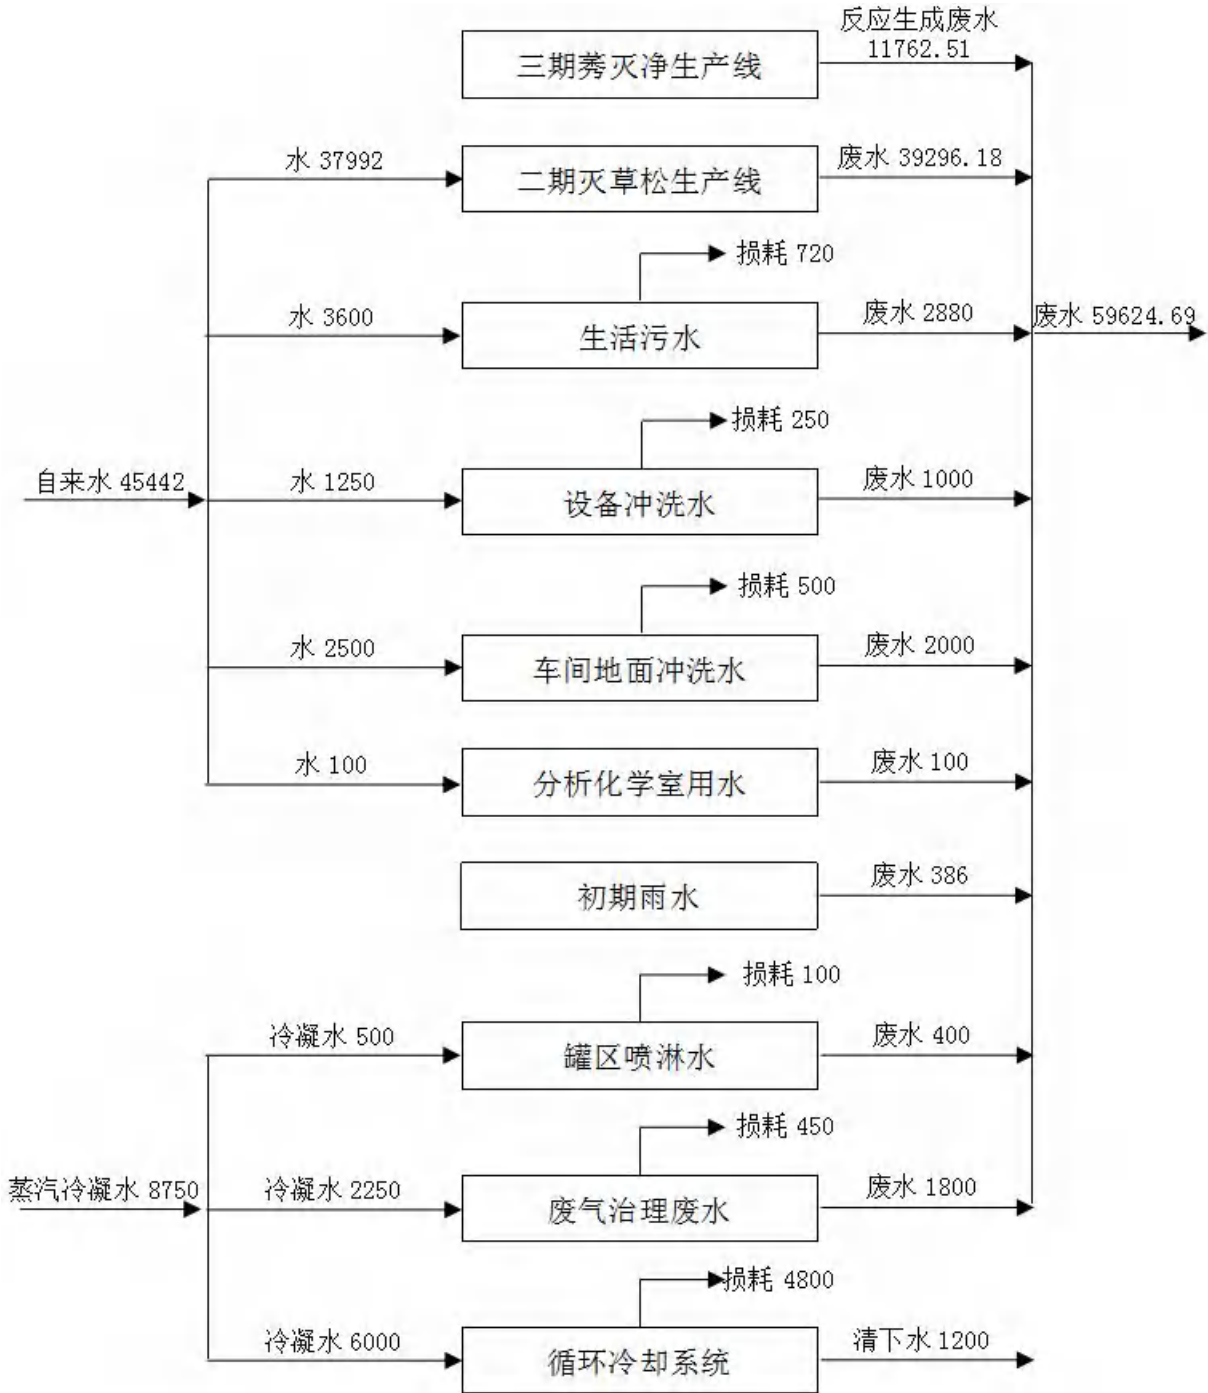 反应生成废水
11762.51
三期莠灭净生产线
水 37992
二期灭草松生产线
废水 39296.18
损耗 720
水 3600
生活污水
废水 2880
废水 59624.69
损耗 250
自来水 45442
水 1250
设备冲洗水
废水 1000
损耗 500
水 2500
车间地面冲洗水
废水 2000
水 100
分析化学室用水
废水 100
初期雨水
废水 386
损耗 100
冷凝水 500
罐区喷淋水
废水 400
损耗 450
蒸汽冷凝水 8750
冷凝水 2250
废气治理废水
废水 1800
损耗 4800
冷凝水 6000
循环冷却系统
清下水 1200